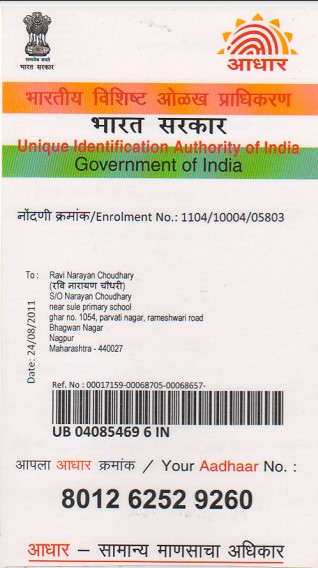 भारत सरकार
आधार
भारतीय विशिष्ट ओळख प्राधिकरण
भारत सरकार
Unique Identification Authority of India
Government of India
नोंदणी क्रमांक/Enrolment No.: 1104/10004/05803
To :
Ravi Narayan Choudhary
(रवि नारायण चौधरी)
S/O Narayan Choudhary
near sule primary school
ghar no. 1054, parvati nagar, rameshwari road
Bhagwan Nagar
Nagpur
Maharashtra - 440027
Date: 24/08/2011
Ref. No : 00017159-00068705-00068657-
UB 04085469 6 IN
आपला आधार क्रमांक / Your Aadhaar No. :
8012 6252 9260
आधार – सामान्य माणसाचा अधिकार